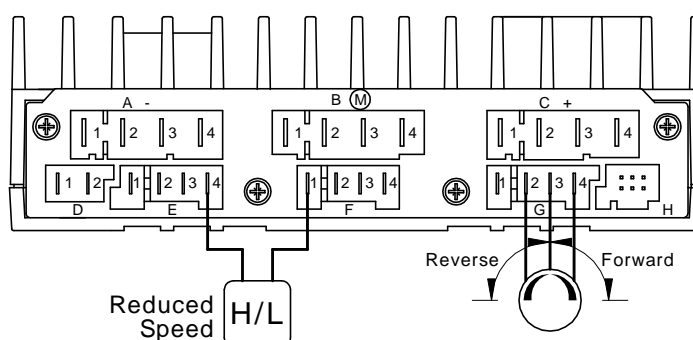 A - B M C +
1 2 3 4 1 2 3 4 1 2 3 4
1 2 1 2 3 4 1 2 3 4 1 2 3 4
D E F G H
Reverse Forward
Reduced
Speed
H/L